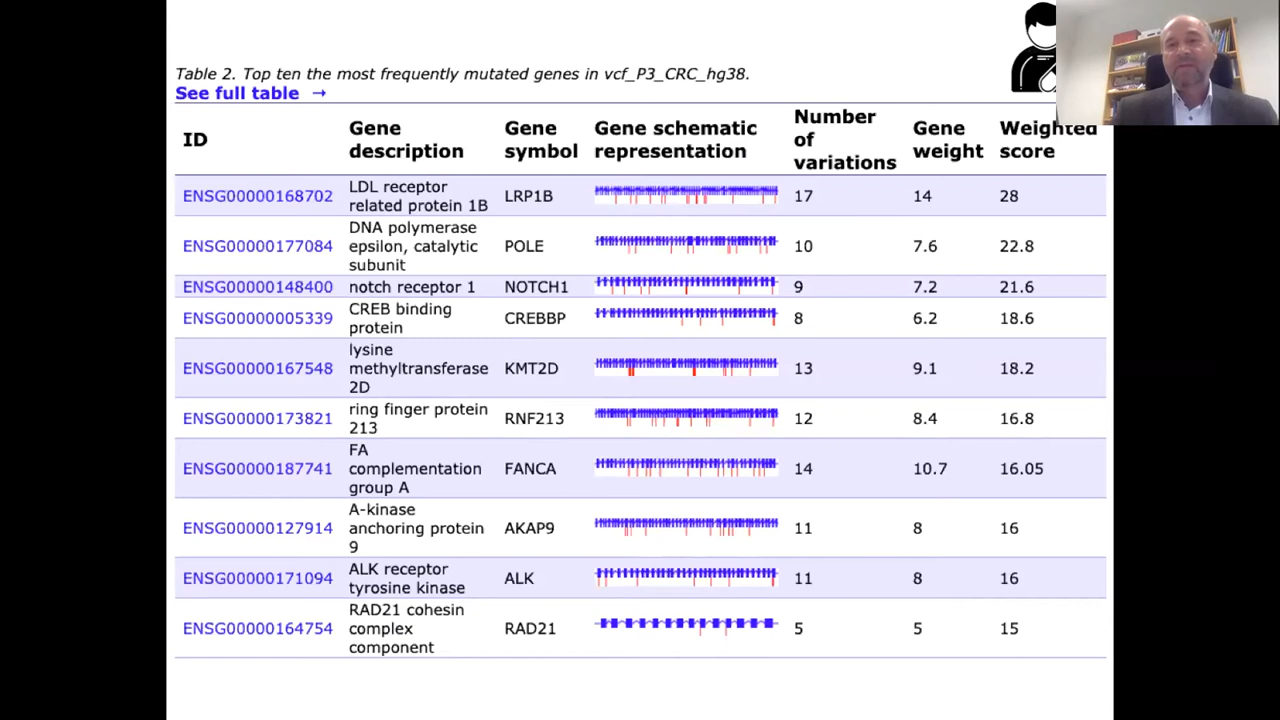 Table 2. Top ten the most frequently mutated genes in vcf_P3_CRC_hg38.
See full table →
ID Gene description Gene symbol Gene schematic representation Number of variations Gene weight Weighted score
ENSG00000168702 LDL receptor related protein 1B LRP1B 17 14 28
ENSG00000177084 DNA polymerase epsilon, catalytic subunit POLE 10 7.6 22.8
ENSG00000148400 notch receptor 1 NOTCH1 9 7.2 21.6
ENSG00000005339 CREB binding protein CREBBP 8 6.2 18.6
ENSG00000167548 lysine methyltransferase 2D KMT2D 13 9.1 18.2
ENSG00000173821 ring finger protein 213 RNF213 12 8.4 16.8
ENSG00000187741 FA complementation group A FANCA 14 10.7 16.05
ENSG00000127914 A-kinase anchoring protein 9 AKAP9 11 8 16
ENSG00000171094 ALK receptor tyrosine kinase ALK 11 8 16
ENSG00000164754 RAD21 cohesin complex component RAD21 5 5 15